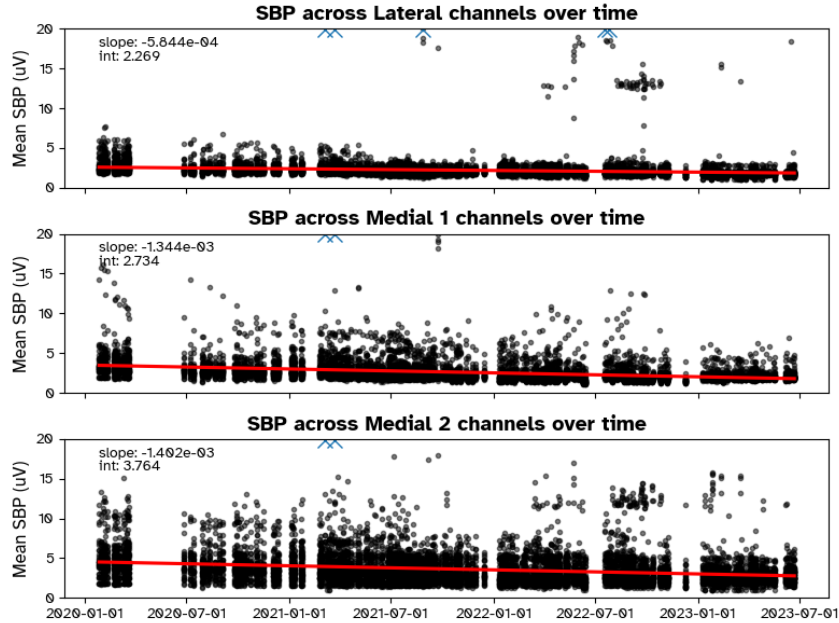 SBP across Lateral channels over time
20
15
10
5
0
Mean SBP (uV)
slope: -5.844e-04
int: 2.269
SBP across Medial 1 channels over time
20
15
10
5
0
Mean SBP (uV)
slope: -1.344e-03
int: 2.734
SBP across Medial 2 channels over time
20
15
10
5
0
Mean SBP (uV)
slope: -1.402e-03
int: 3.764
2020-01-01 2020-07-01 2021-01-01 2021-07-01 2022-01-01 2022-07-01 2023-01-01 2023-07-01